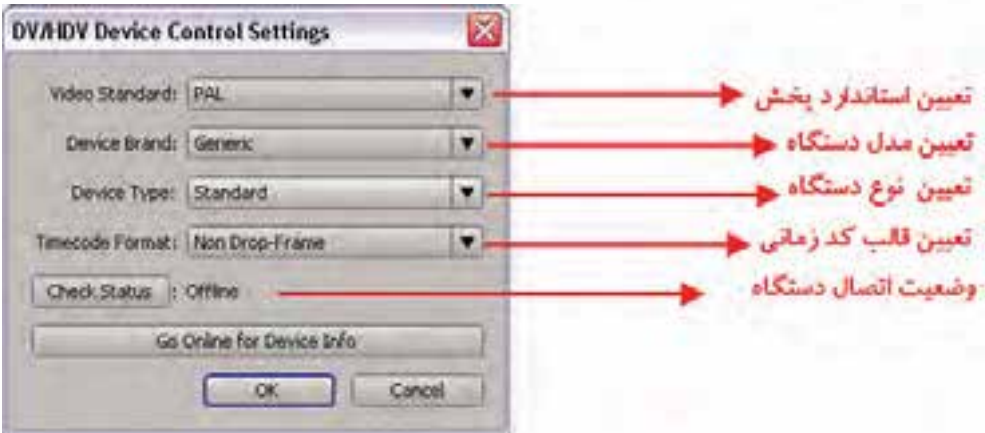 DV/HDV Device Control Settings
Video Standard: PAL
تعیین استاندارد پخش
Device Brand: Generic
تعیین مدل دستگاه
Device Type: Standard
تعیین نوع دستگاه
Timecode Format: Non Drop-Frame
تعیین قالب کد زمانی
Check Status : Offline
وضعیت اتصال دستگاه
Go Online for Device Info
OK Cancel